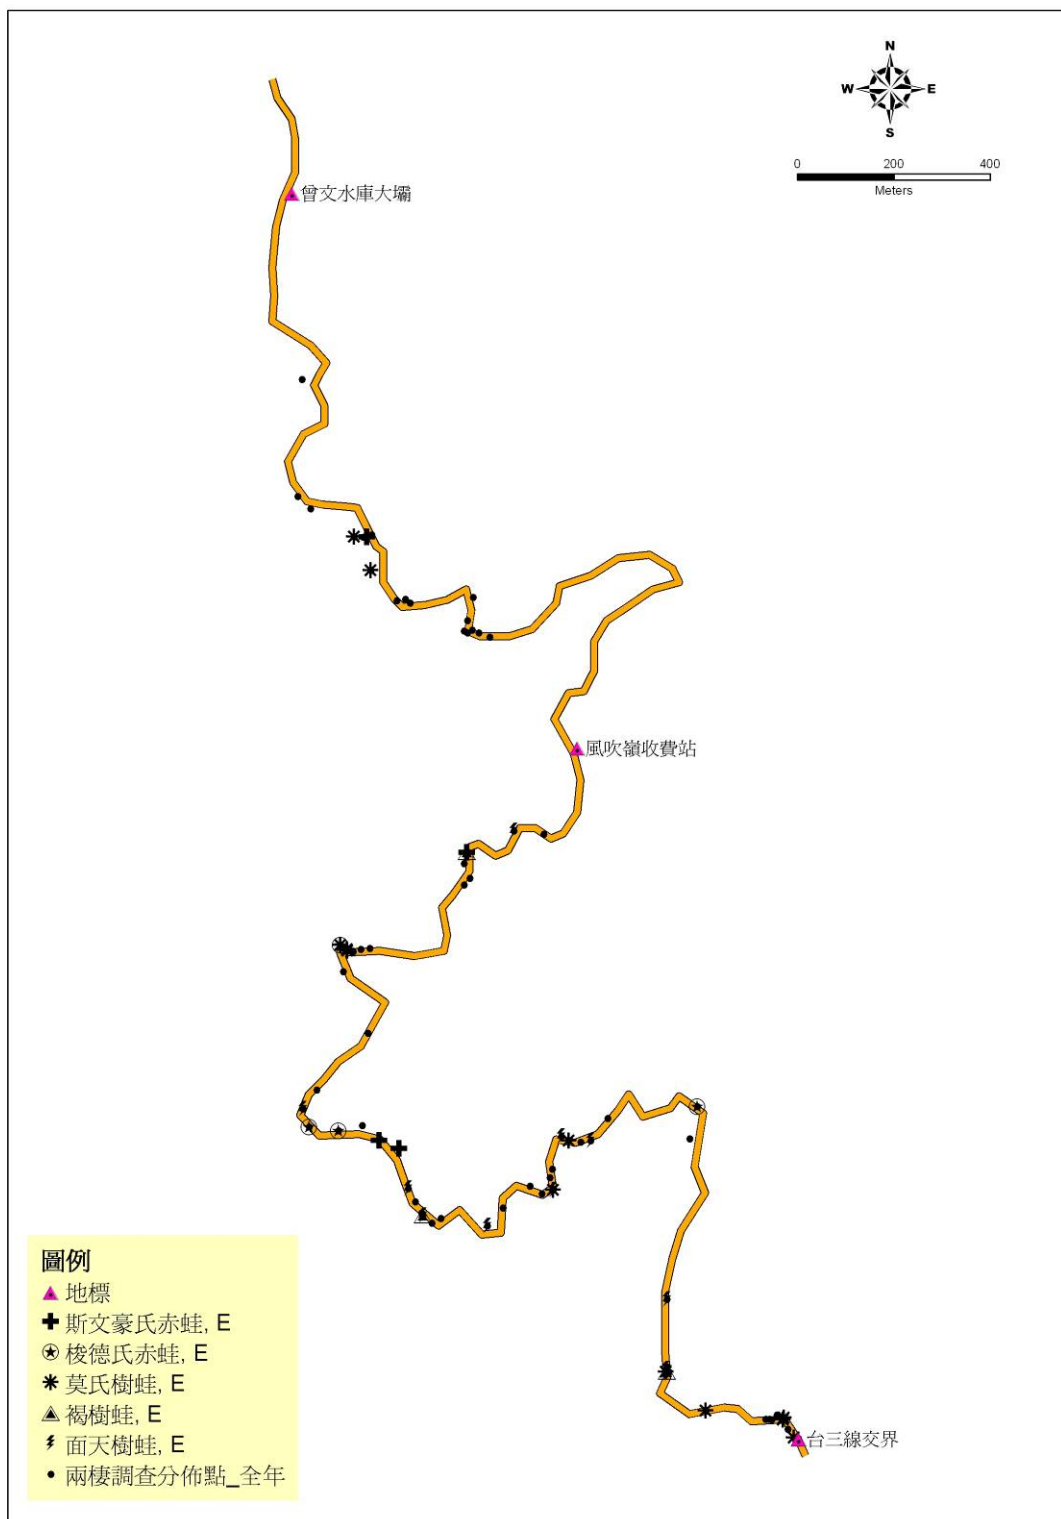 N
W E
S
0 200 400
Meters
曾文水庫大壩
風吹嶺收費站
台三線交界
圖例
地標
斯文豪氏赤蛙, E
梭德氏赤蛙, E
莫氏樹蛙, E
褐樹蛙, E
面天樹蛙, E
兩棲調查分佈點_全年